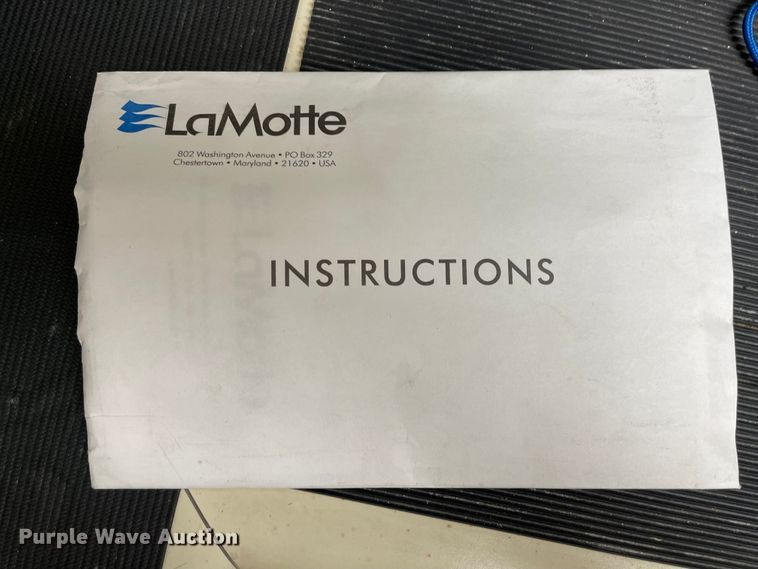 LaMotte
802 Washington Avenue • PO Box 329
Chestertown • Maryland • 21620 • USA
INSTRUCTIONS
Purple Wave Auction